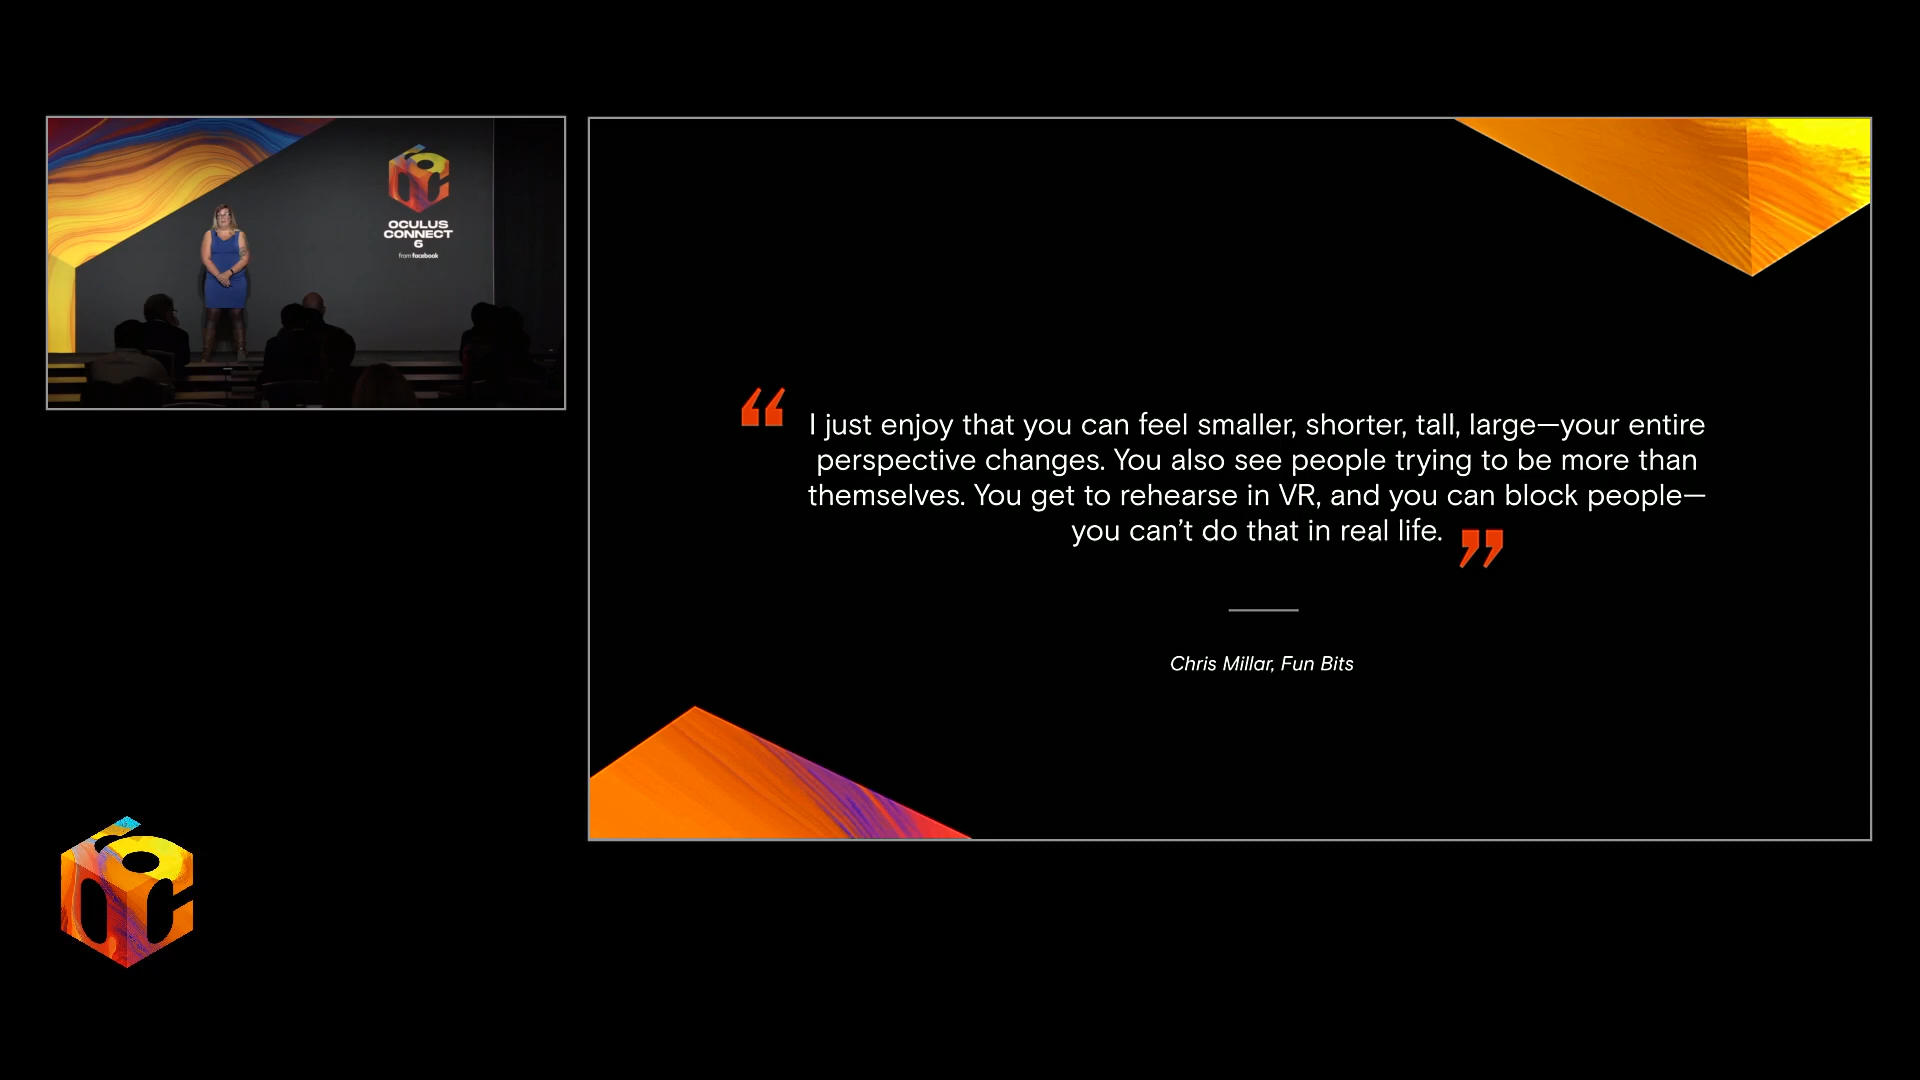 OCULUS
CONNECT
6
from facebook
“ I just enjoy that you can feel smaller, shorter, tall, large—your entire
perspective changes. You also see people trying to be more than
themselves. You get to rehearse in VR, and you can block people—
you can’t do that in real life. ”
Chris Millar, Fun Bits